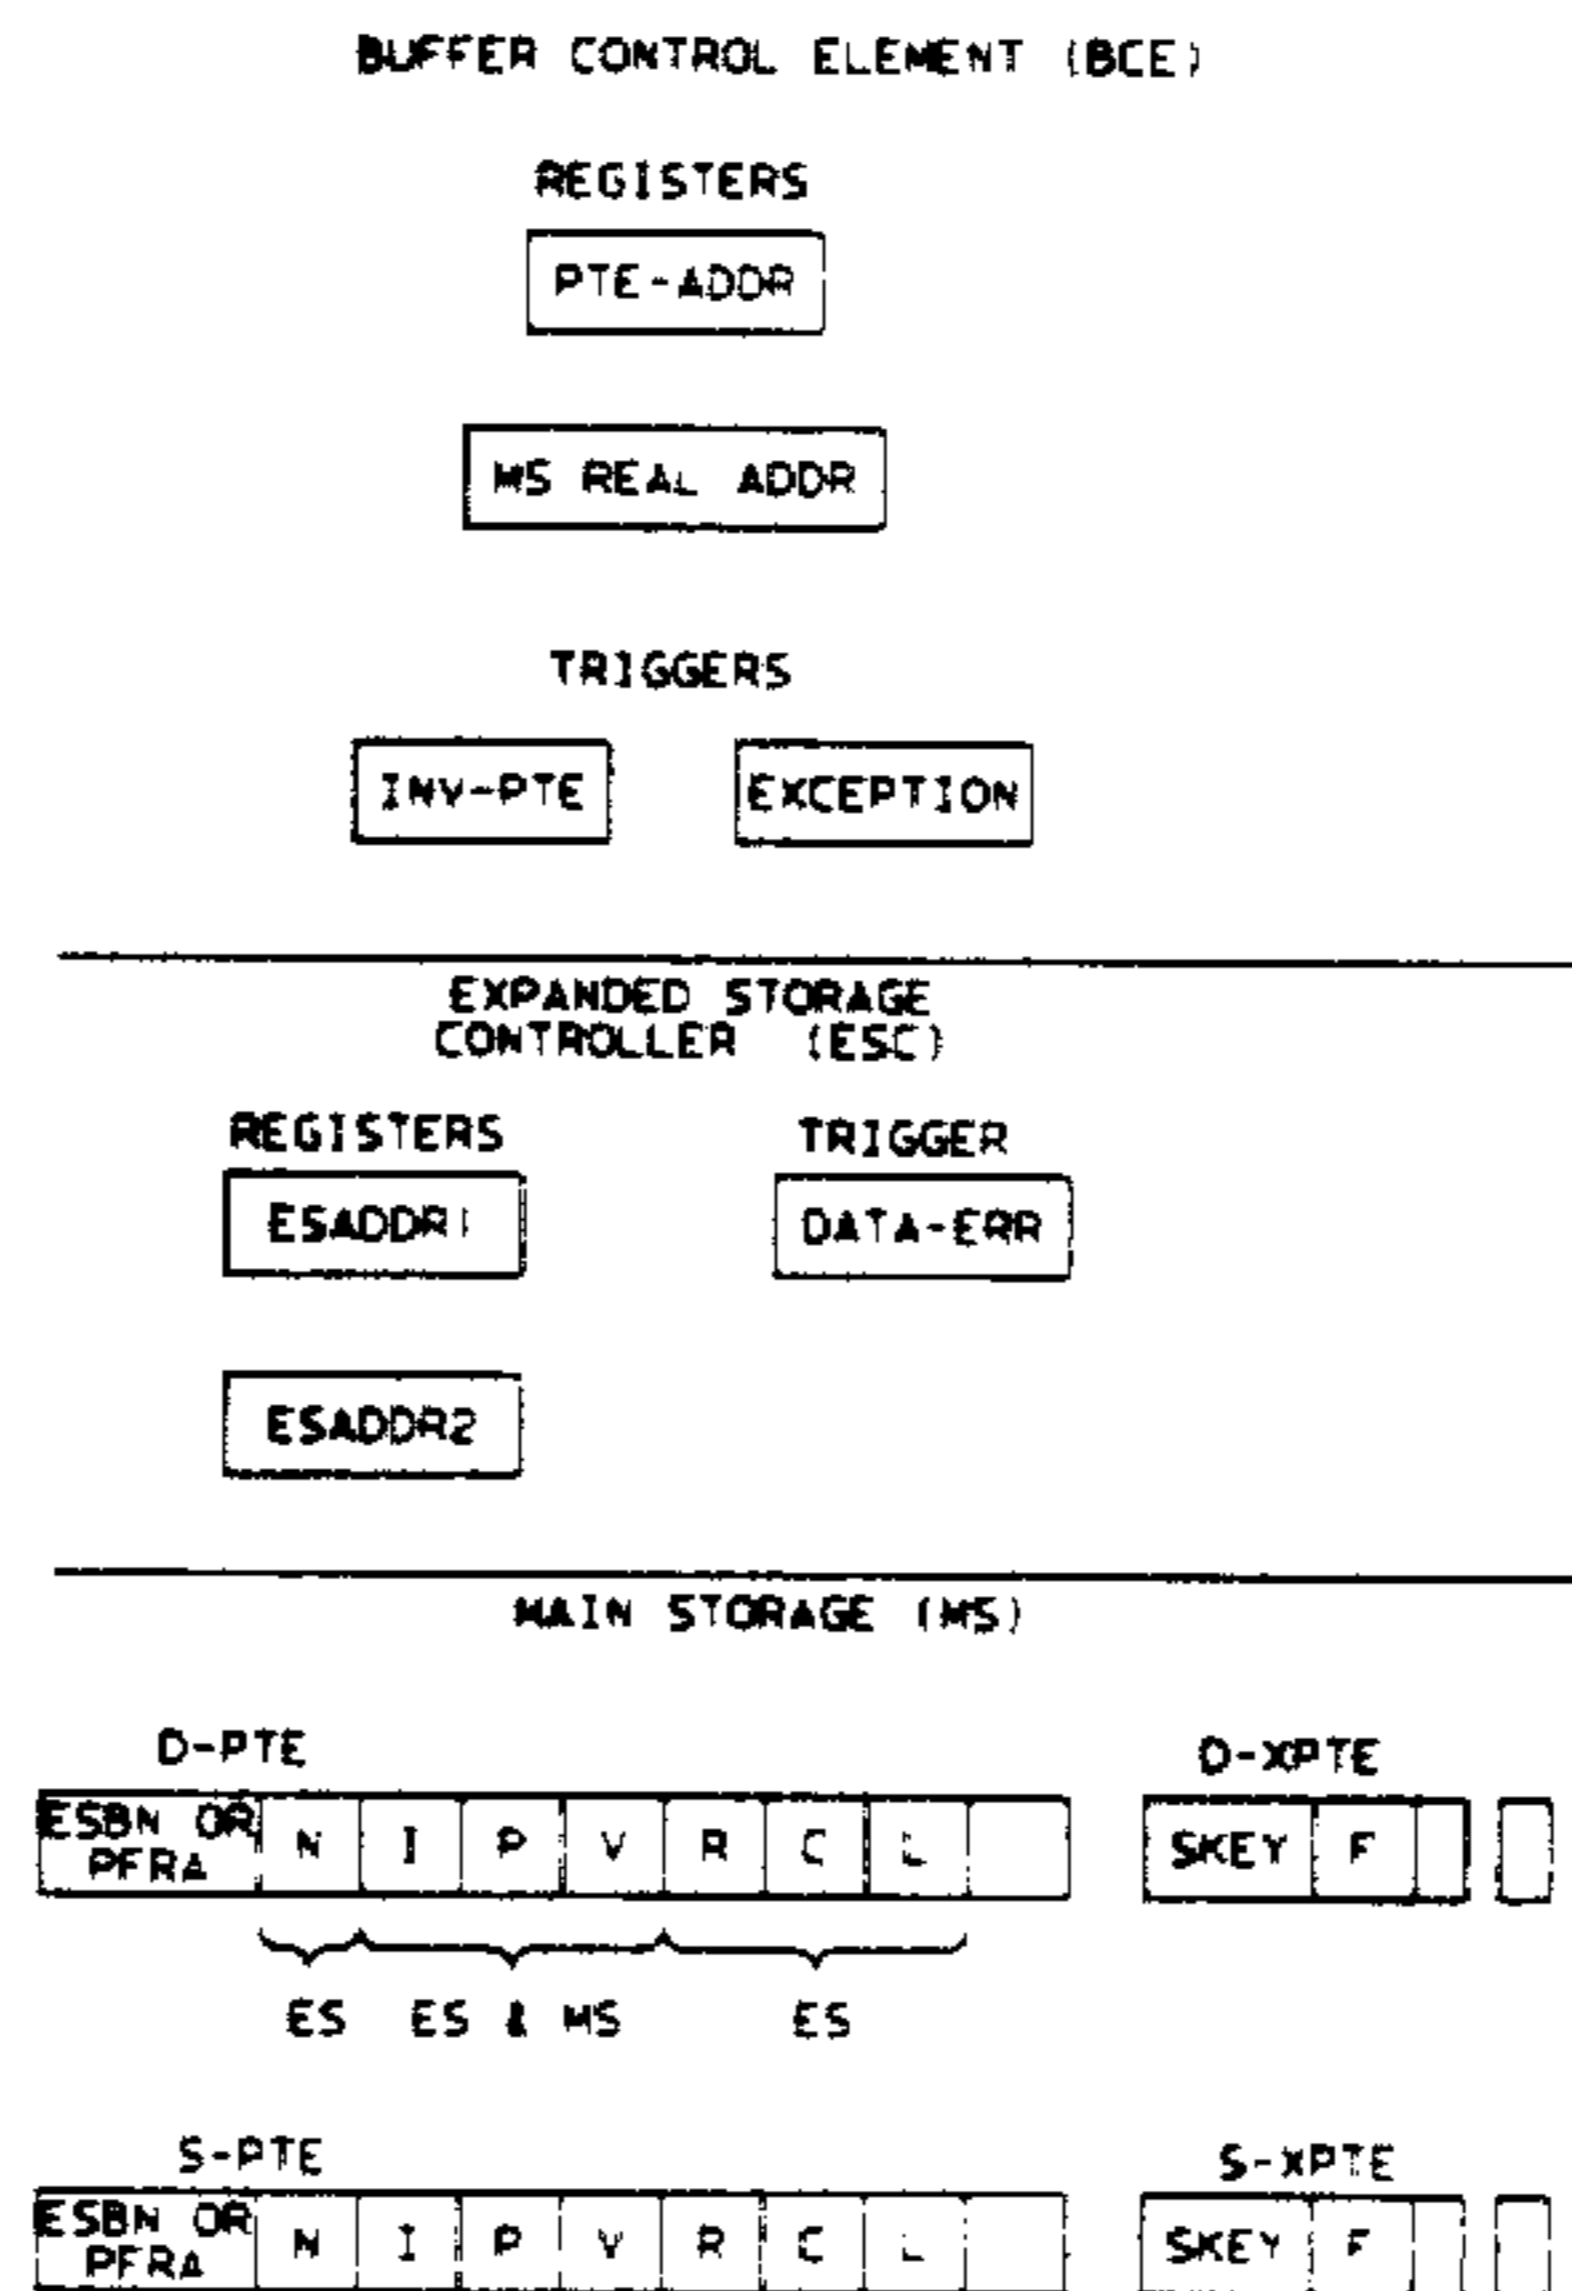 BUFFER CONTROL ELEMENT (BCE)
REGISTERS
PTE-ADDR
MS REAL ADDR
TRIGGERS
INV-PTE EXCEPTION
EXPANDED STORAGE
CONTROLLER (ESC)
REGISTERS TRIGGER
ESADDR1 DATA-ERR
ESADDR2
MAIN STORAGE (MS)
D-PTE D-XPTE
ESBN OR
PFRA N I P V R C L SKEY F
ES ES & MS ES
S-PTE S-XPTE
ESBN OR
PFRA N I P V R C L SKEY F